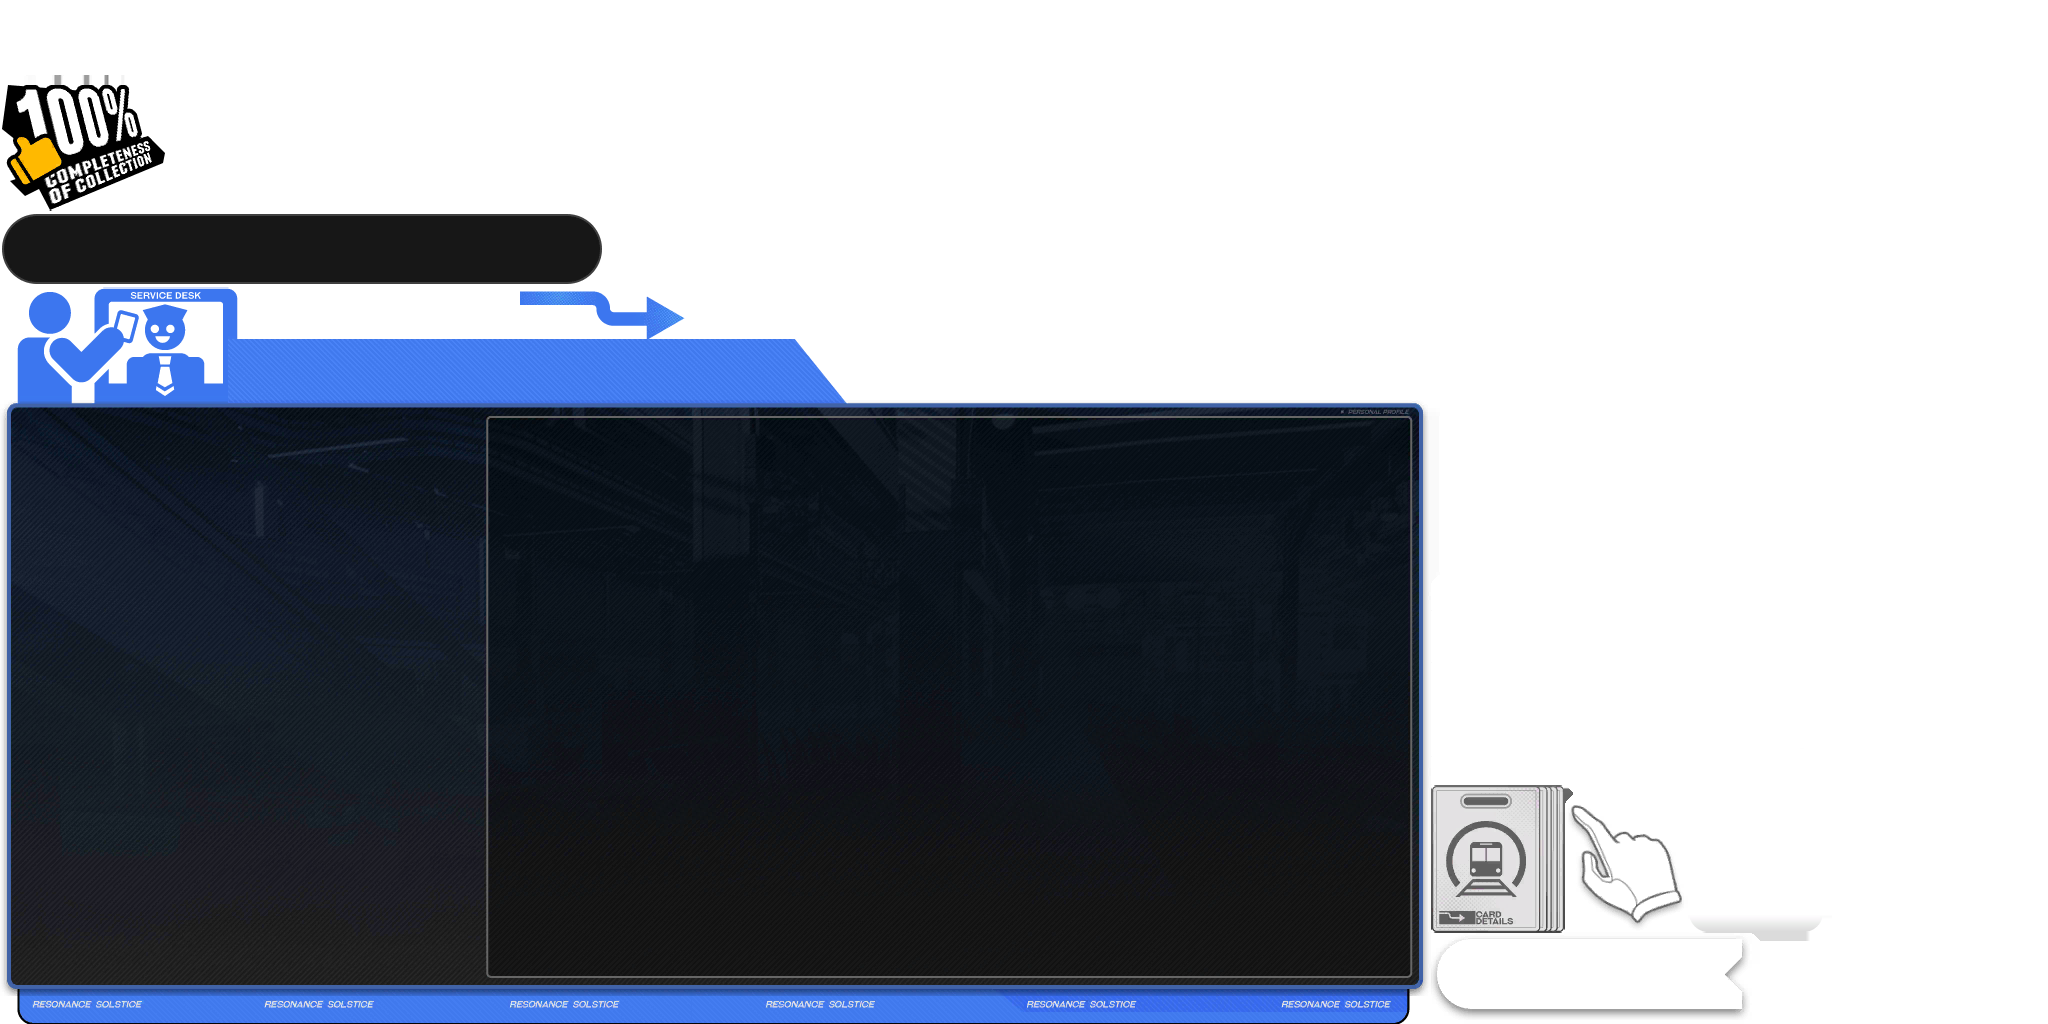 100%
COMPLETENESS
OF COLLECTION
SERVICE DESK
PERSONAL PROFILE
CARD
DETAILS
RESONANCE SOLSTICE
RESONANCE SOLSTICE
RESONANCE SOLSTICE
RESONANCE SOLSTICE
RESONANCE SOLSTICE
RESONANCE SOLSTICE